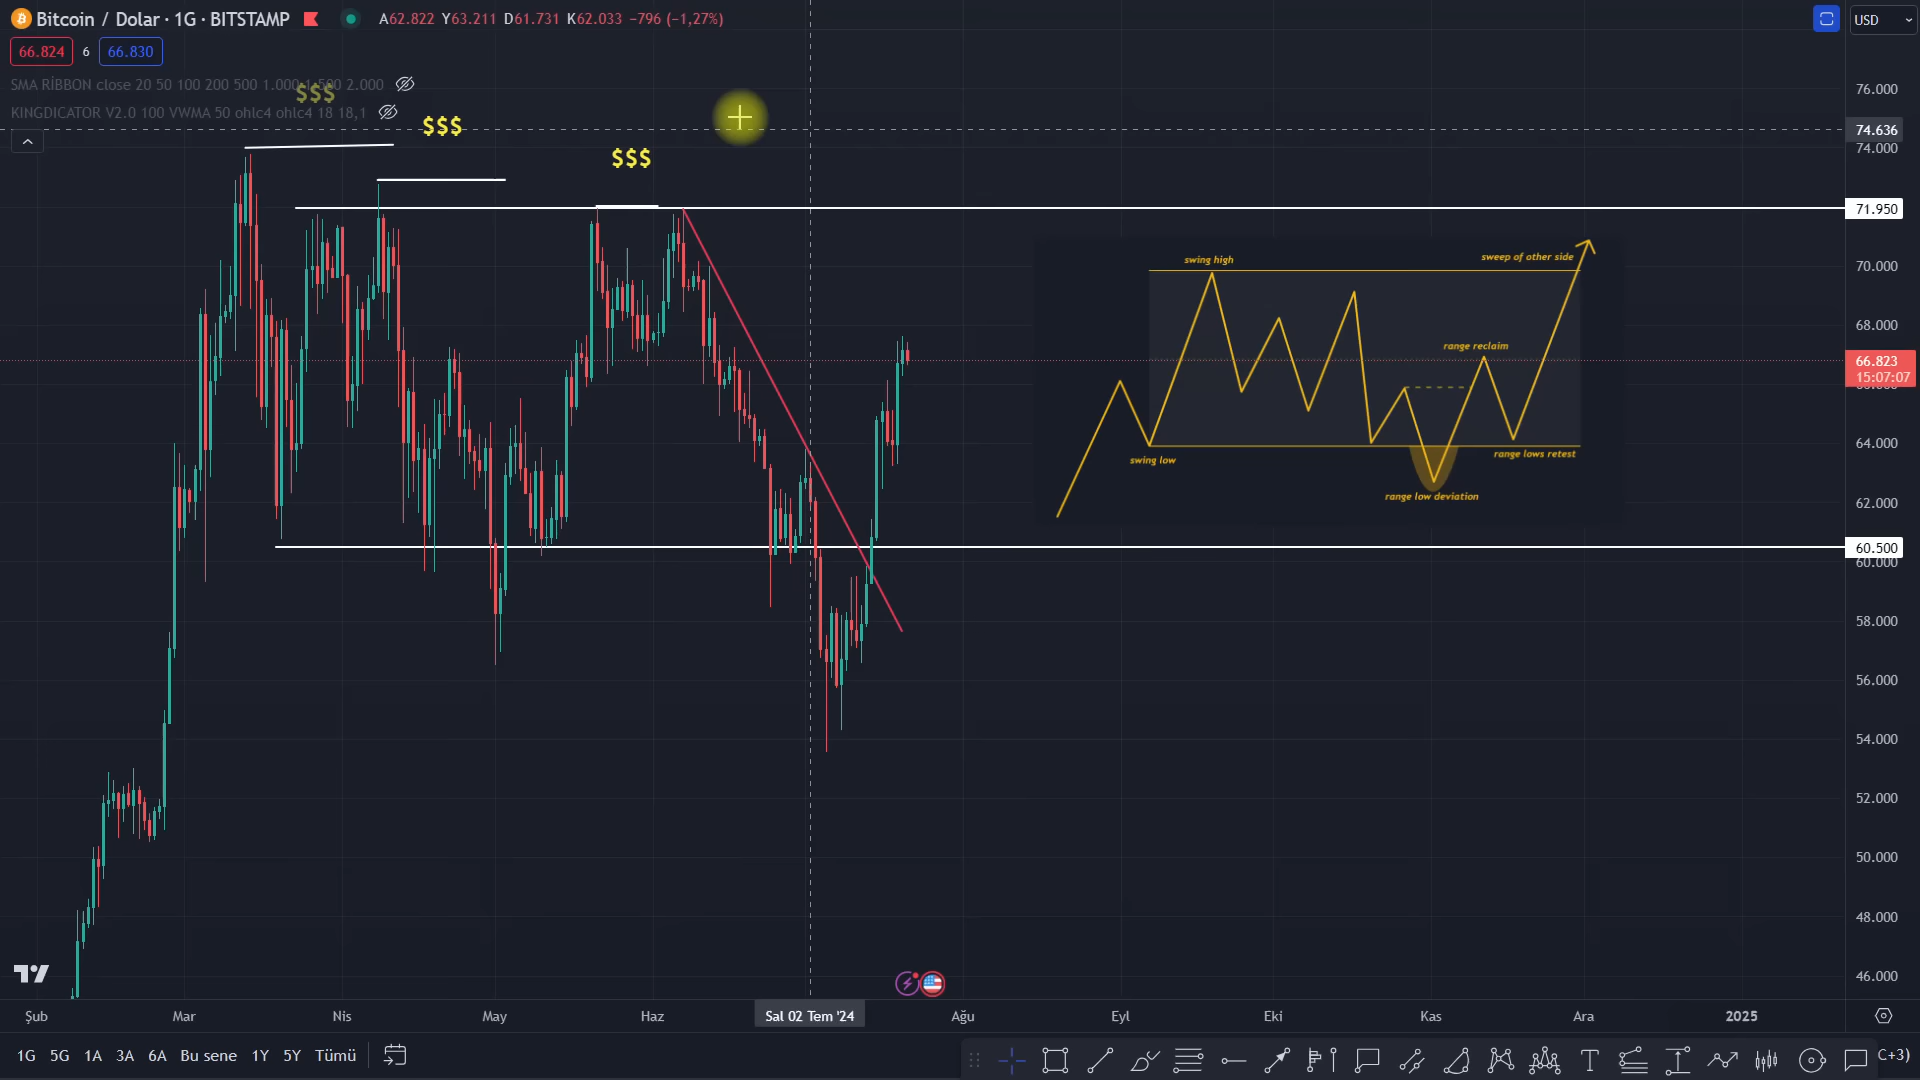 Bitcoin / Dolar · 1G · BITSTAMP A62.822 Y63.211 D61.731 K62.033 −796 (−1,27%)
USD
66.824 6 66.830
SMA RİBBON close 20 50 100 200 500 1.000 1.500 2.000
$$$
KINGDICATOR V2.0 100 VWMA 50 ohlc4 ohlc4 18 18,1
$$$
$$$
76.000
74.636
74.000
71.950
70.000
68.000
66.823
15:07:07
64.000
62.000
60.500
60.000
58.000
56.000
54.000
52.000
50.000
48.000
46.000
swing high
sweep of other side
range reclaim
swing low
range lows retest
range low deviation
Şub Mar Nis May Haz Sal 02 Tem '24 Ağu Eyl Eki Kas Ara 2025
1G 5G 1A 3A 6A Bu sene 1Y 5Y Tümü
C+3)